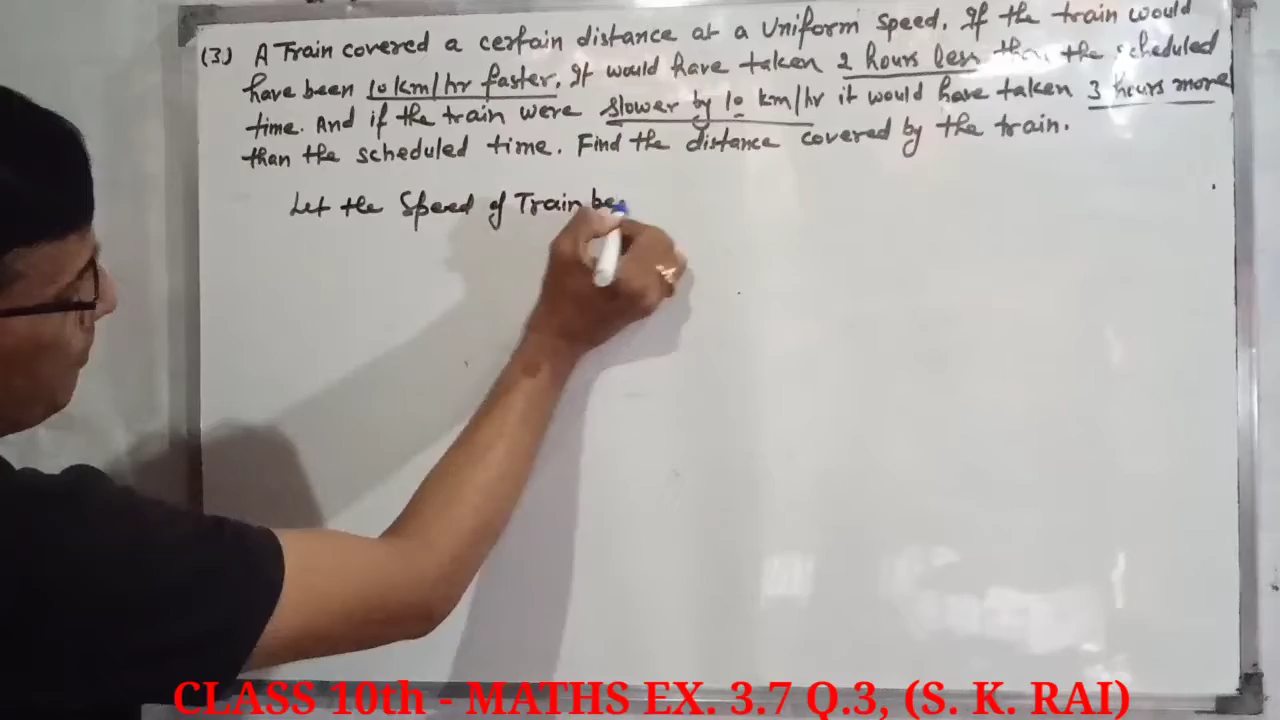 (3) A Train covered a certain distance at a Uniform speed. If the train would
have been 10 km/hr faster. It would have taken 2 hours less than the scheduled
time. And if the train were slower by 10 km/hr it would have taken 3 hours more
than the scheduled time. Find the distance covered by the train.
Let the Speed of Train be
CLASS 10th - MATHS EX. 3.7 Q.3, (S. K. RAI)